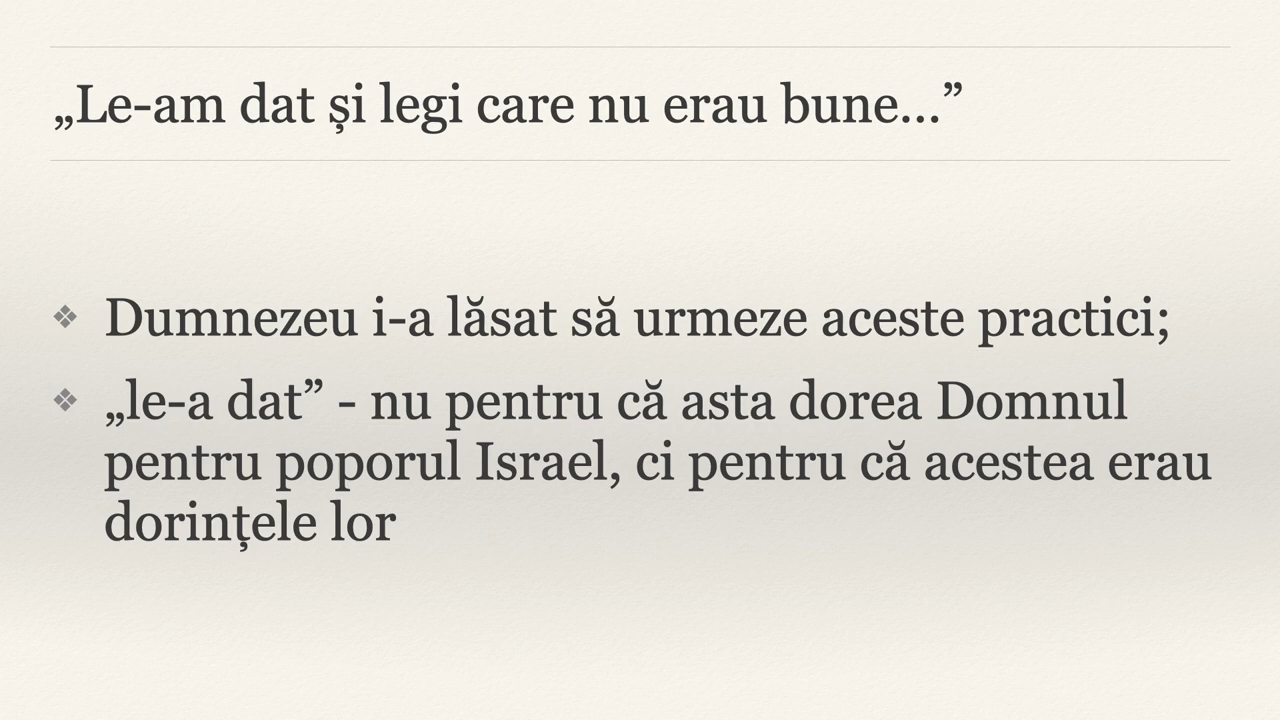 „Le-am dat și legi care nu erau bune...”
❖ Dumnezeu i-a lăsat să urmeze aceste practici;
❖ „le-a dat” - nu pentru că asta dorea Domnul
pentru poporul Israel, ci pentru că acestea erau
dorințele lor